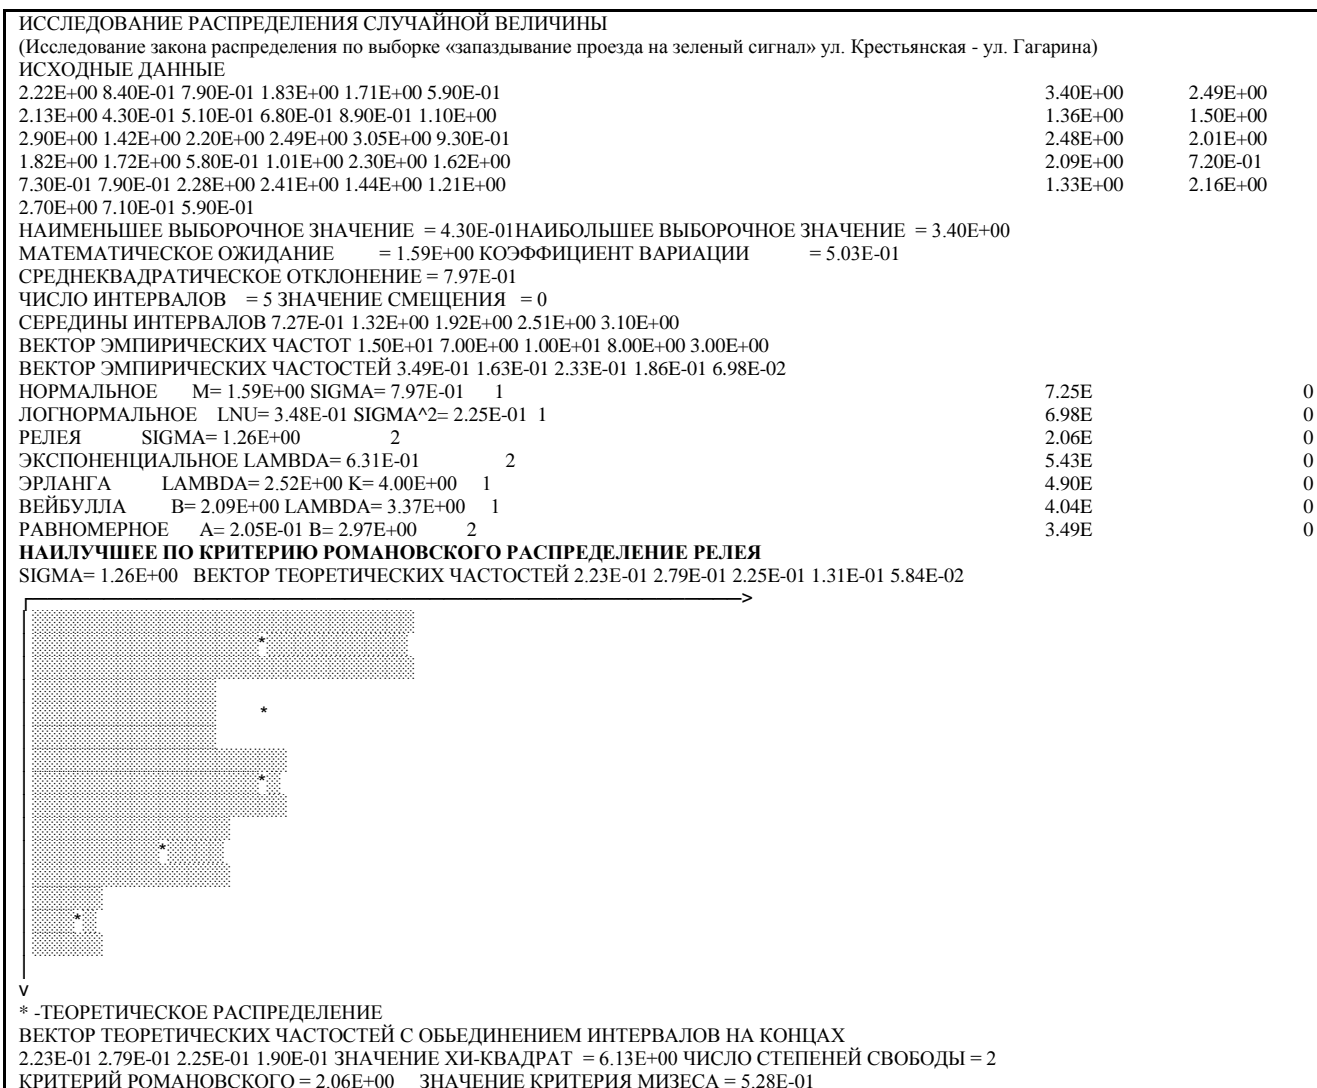 ИССЛЕДОВАНИЕ РАСПРЕДЕЛЕНИЯ СЛУЧАЙНОЙ ВЕЛИЧИНЫ
(Исследование закона распределения по выборке «запаздывание проезда на зеленый сигнал» ул. Крестьянская - ул. Гагарина)
ИСХОДНЫЕ ДАННЫЕ
2.22E+00 8.40E-01 7.90E-01 1.83E+00 1.71E+00 5.90E-01 3.40E+00 2.49E+00
2.13E+00 4.30E-01 5.10E-01 6.80E-01 8.90E-01 1.10E+00 1.36E+00 1.50E+00
2.90E+00 1.42E+00 2.20E+00 2.49E+00 3.05E+00 9.30E-01 2.48E+00 2.01E+00
1.82E+00 1.72E+00 5.80E-01 1.01E+00 2.30E+00 1.62E+00 2.09E+00 7.20E-01
7.30E-01 7.90E-01 2.28E+00 2.41E+00 1.44E+00 1.21E+00 1.33E+00 2.16E+00
2.70E+00 7.10E-01 5.90E-01
НАИМЕНЬШЕЕ ВЫБОРОЧНОЕ ЗНАЧЕНИЕ = 4.30E-01НАИБОЛЬШЕЕ ВЫБОРОЧНОЕ ЗНАЧЕНИЕ = 3.40E+00
МАТЕМАТИЧЕСКОЕ ОЖИДАНИЕ = 1.59E+00 КОЭФФИЦИЕНТ ВАРИАЦИИ = 5.03E-01
СРЕДНЕКВАДРАТИЧЕСКОЕ ОТКЛОНЕНИЕ = 7.97E-01
ЧИСЛО ИНТЕРВАЛОВ = 5 ЗНАЧЕНИЕ СМЕЩЕНИЯ = 0
СЕРЕДИНЫ ИНТЕРВАЛОВ 7.27E-01 1.32E+00 1.92E+00 2.51E+00 3.10E+00
ВЕКТОР ЭМПИРИЧЕСКИХ ЧАСТОТ 1.50E+01 7.00E+00 1.00E+01 8.00E+00 3.00E+00
ВЕКТОР ЭМПИРИЧЕСКИХ ЧАСТОСТЕЙ 3.49E-01 1.63E-01 2.33E-01 1.86E-01 6.98E-02
НОРМАЛЬНОЕ M= 1.59E+00 SIGMA= 7.97E-01 1 7.25E 0
ЛОГНОРМАЛЬНОЕ LNU= 3.48E-01 SIGMA^2= 2.25E-01 1 6.98E 0
РЕЛЕЯ SIGMA= 1.26E+00 2 2.06E 0
ЭКСПОНЕНЦИАЛЬНОЕ LAMBDA= 6.31E-01 2 5.43E 0
ЭРЛАНГА LAMBDA= 2.52E+00 K= 4.00E+00 1 4.90E 0
ВЕЙБУЛЛА B= 2.09E+00 LAMBDA= 3.37E+00 1 4.04E 0
РАВНОМЕРНОЕ A= 2.05E-01 B= 2.97E+00 2 3.49E 0
НАИЛУЧШЕЕ ПО КРИТЕРИЮ РОМАНОВСКОГО РАСПРЕДЕЛЕНИЕ РЕЛЕЯ
SIGMA= 1.26E+00 ВЕКТОР ТЕОРЕТИЧЕСКИХ ЧАСТОСТЕЙ 2.23E-01 2.79E-01 2.25E-01 1.31E-01 5.84E-02
* -ТЕОРЕТИЧЕСКОЕ РАСПРЕДЕЛЕНИЕ
ВЕКТОР ТЕОРЕТИЧЕСКИХ ЧАСТОСТЕЙ С ОБЬЕДИНЕНИЕМ ИНТЕРВАЛОВ НА КОНЦАХ
2.23E-01 2.79E-01 2.25E-01 1.90E-01 ЗНАЧЕНИЕ ХИ-КВАДРАТ = 6.13E+00 ЧИСЛО СТЕПЕНЕЙ СВОБОДЫ = 2
КРИТЕРИЙ РОМАНОВСКОГО = 2.06E+00 ЗНАЧЕНИЕ КРИТЕРИЯ МИЗЕСА = 5.28E-01